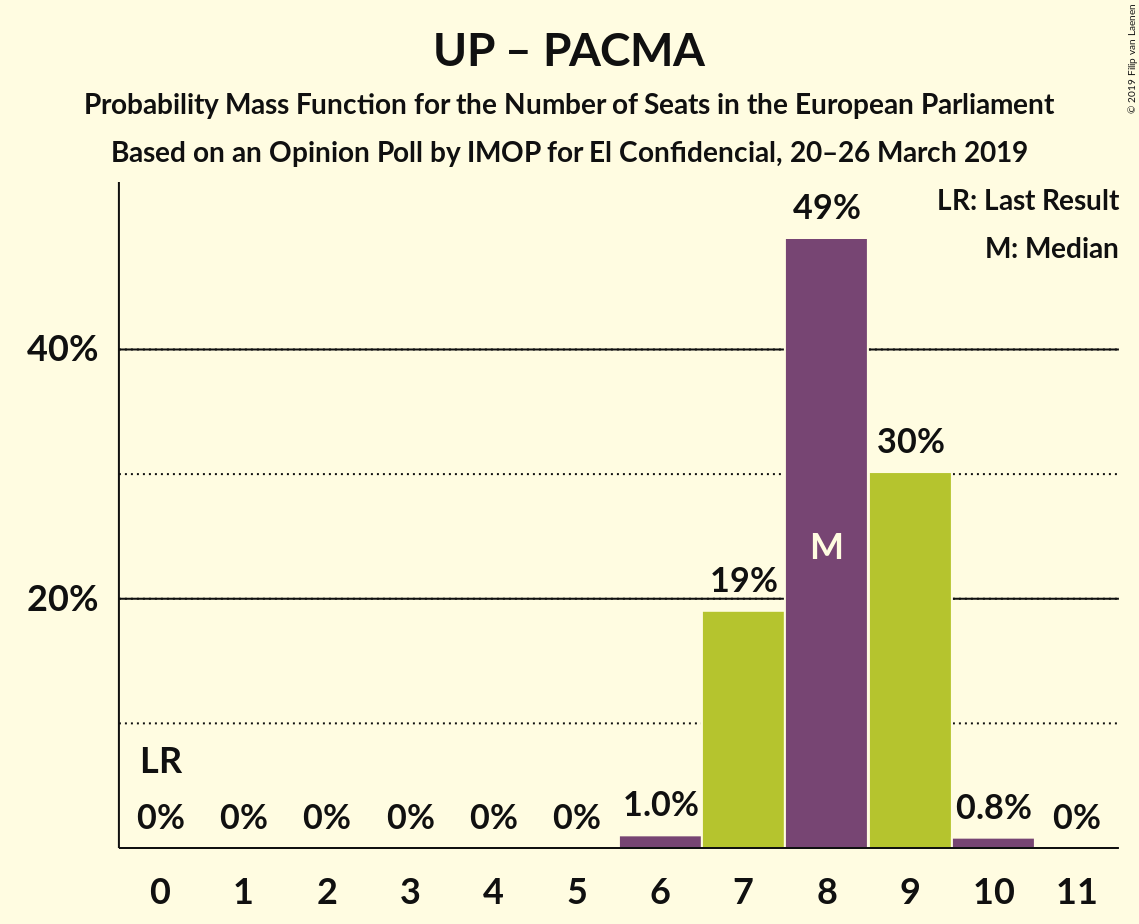 UP – PACMA
Probability Mass Function for the Number of Seats in the European Parliament
Based on an Opinion Poll by IMOP for El Confidencial, 20–26 March 2019
© 2019 Filip van Laenen
LR: Last Result
M: Median
49%
40%
30%
M
19%
20%
LR
0% 0% 0% 0% 0% 0% 1.0% 0.8% 0%
0 1 2 3 4 5 6 7 8 9 10 11